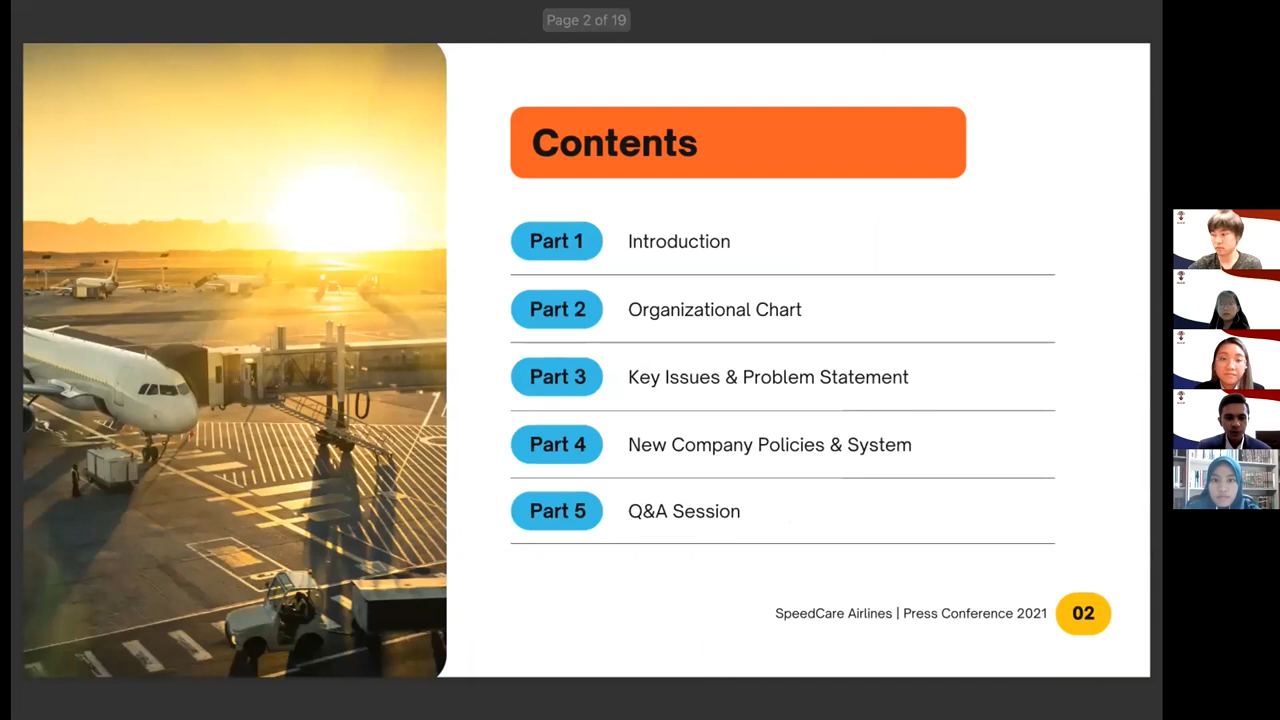 Page 2 of 19
Contents
Part 1 Introduction
Part 2 Organizational Chart
Part 3 Key Issues & Problem Statement
Part 4 New Company Policies & System
Part 5 Q&A Session
SpeedCare Airlines | Press Conference 2021 02